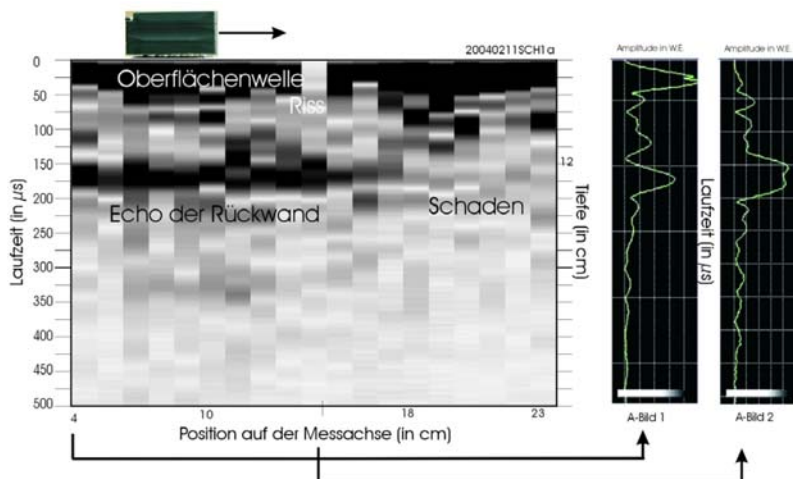 20040211SCH1a
Amplitude in W.E.
Amplitude in W.E.
0
50
100
150
200
250
300
350
400
450
500
Laufzeit (in µs)
Oberflächenwelle
Riss
Echo der Rückwand
Schaden
12
Tiefe (in cm)
Laufzeit (in µs)
4
10
18
23
Position auf der Messachse (in cm)
A-Bild 1
A-Bild 2